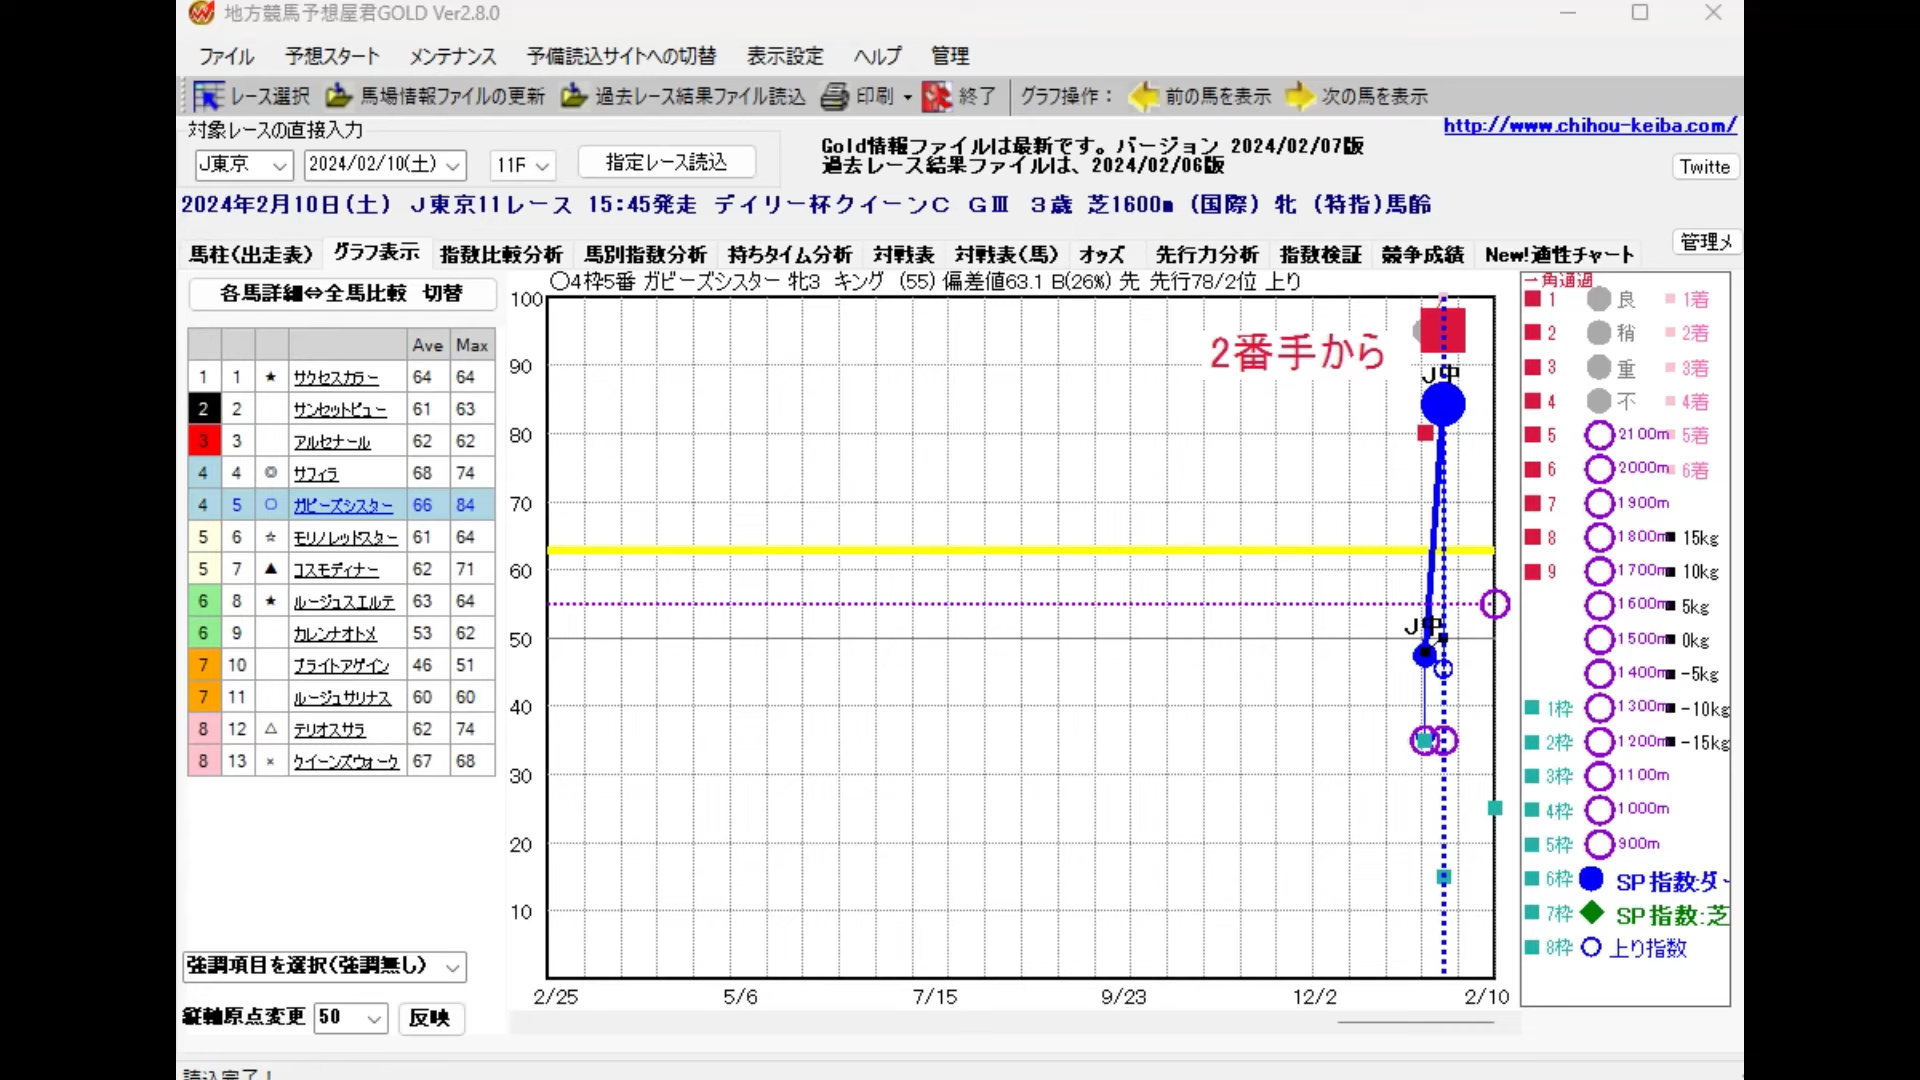 地方競馬予想屋君GOLD Ver2.8.0
ファイル 予想スタート メンテナンス 予備読込サイトへの切替 表示設定 ヘルプ 管理
レース選択 馬場情報ファイルの更新 過去レース結果ファイル読込 印刷 終了 グラフ操作： 前の馬を表示 次の馬を表示
対象レースの直接入力
http://www.chihou-keiba.com/
J東京 2024/02/10(土) 11R 指定レース読込
Gold情報ファイルは最新です。バージョン 2024/02/07版
過去レース結果ファイルは、2024/02/06版
Twitte
2024年2月10日(土) J東京11レース 15:45発走 デイリー杯クイーンC GⅢ 3歳 芝1600m (国際) 牝 (特指)馬齢
管理メ
馬柱(出走表) グラフ表示 指数比較分析 馬別指数分析 持ちタイム分析 対戦表 対戦表(馬) オッズ 先行力分析 指数検証 競争成績 New!適性チャート
各馬詳細⇔全馬比較 切替
○4枠5番 ガビーズシスター 牝3 キング (55) 偏差値63.1 B(26%) 先 先行78/2位 上り
Ave Max
1 1 ★ サクセスカラー 64 64
2 2 サンセットビュー 61 63
3 3 アルセナール 62 62
4 4 ◎ サフィラ 68 74
4 5 ○ ガビーズシスター 66 84
5 6 ☆ モリノレッドスター 61 64
5 7 ▲ コスモディナー 62 71
6 8 ★ ルージュスエルテ 63 64
6 9 カレンナオトメ 53 62
7 10 ブライトアゲイン 46 51
7 11 ルージュサリナス 60 60
8 12 △ テリオスサラ 62 74
8 13 × クイーンズウォーク 67 68
強調項目を選択(強調無し)
縦軸原点変更 50 反映
100
90
80
70
60
50
40
30
20
10
2番手から
J中
J中
2/25 5/6 7/15 9/23 12/2 2/10
一角通過
1 良 1着
2 稍 2着
3 重 3着
4 不 4着
5 2100m 5着
6 2000m 6着
7 1900m
8 1800m 15kg
9 1700m 10kg
1600m 5kg
1500m 0kg
1400m -5kg
1枠 1300m -10kg
2枠 1200m -15kg
3枠 1100m
4枠 1000m
5枠 900m
6枠 SP指数:ダ
7枠 SP指数:芝
8枠 上り指数
読込完了！